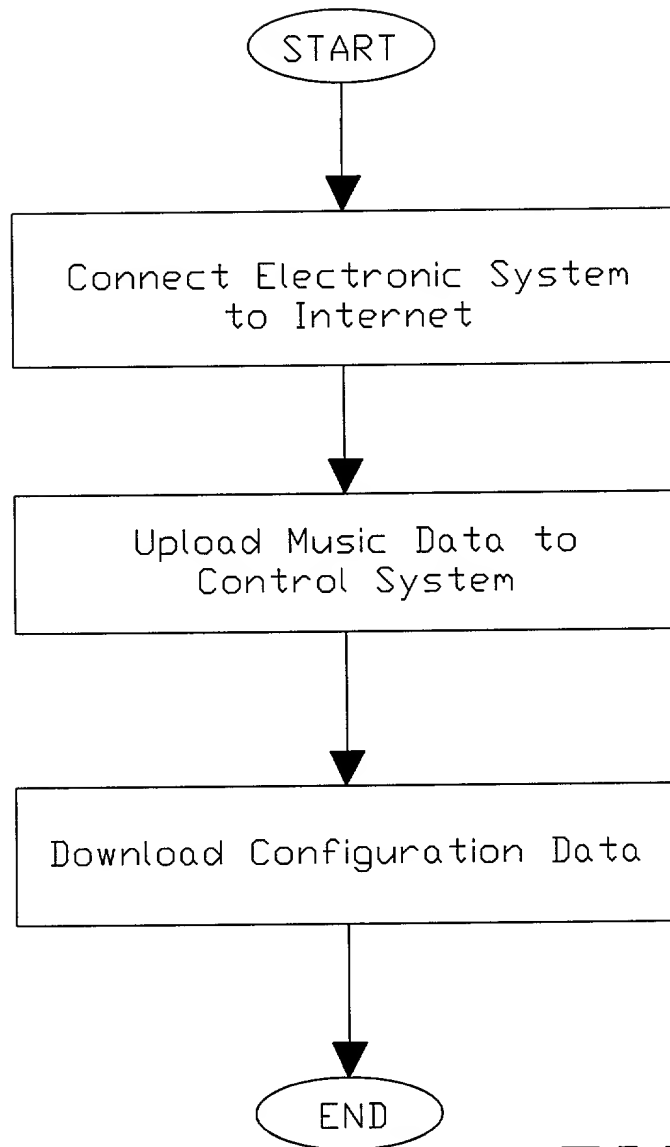 START
Connect Electronic System
to Internet
Upload Music Data to
Control System
Download Configuration Data
END